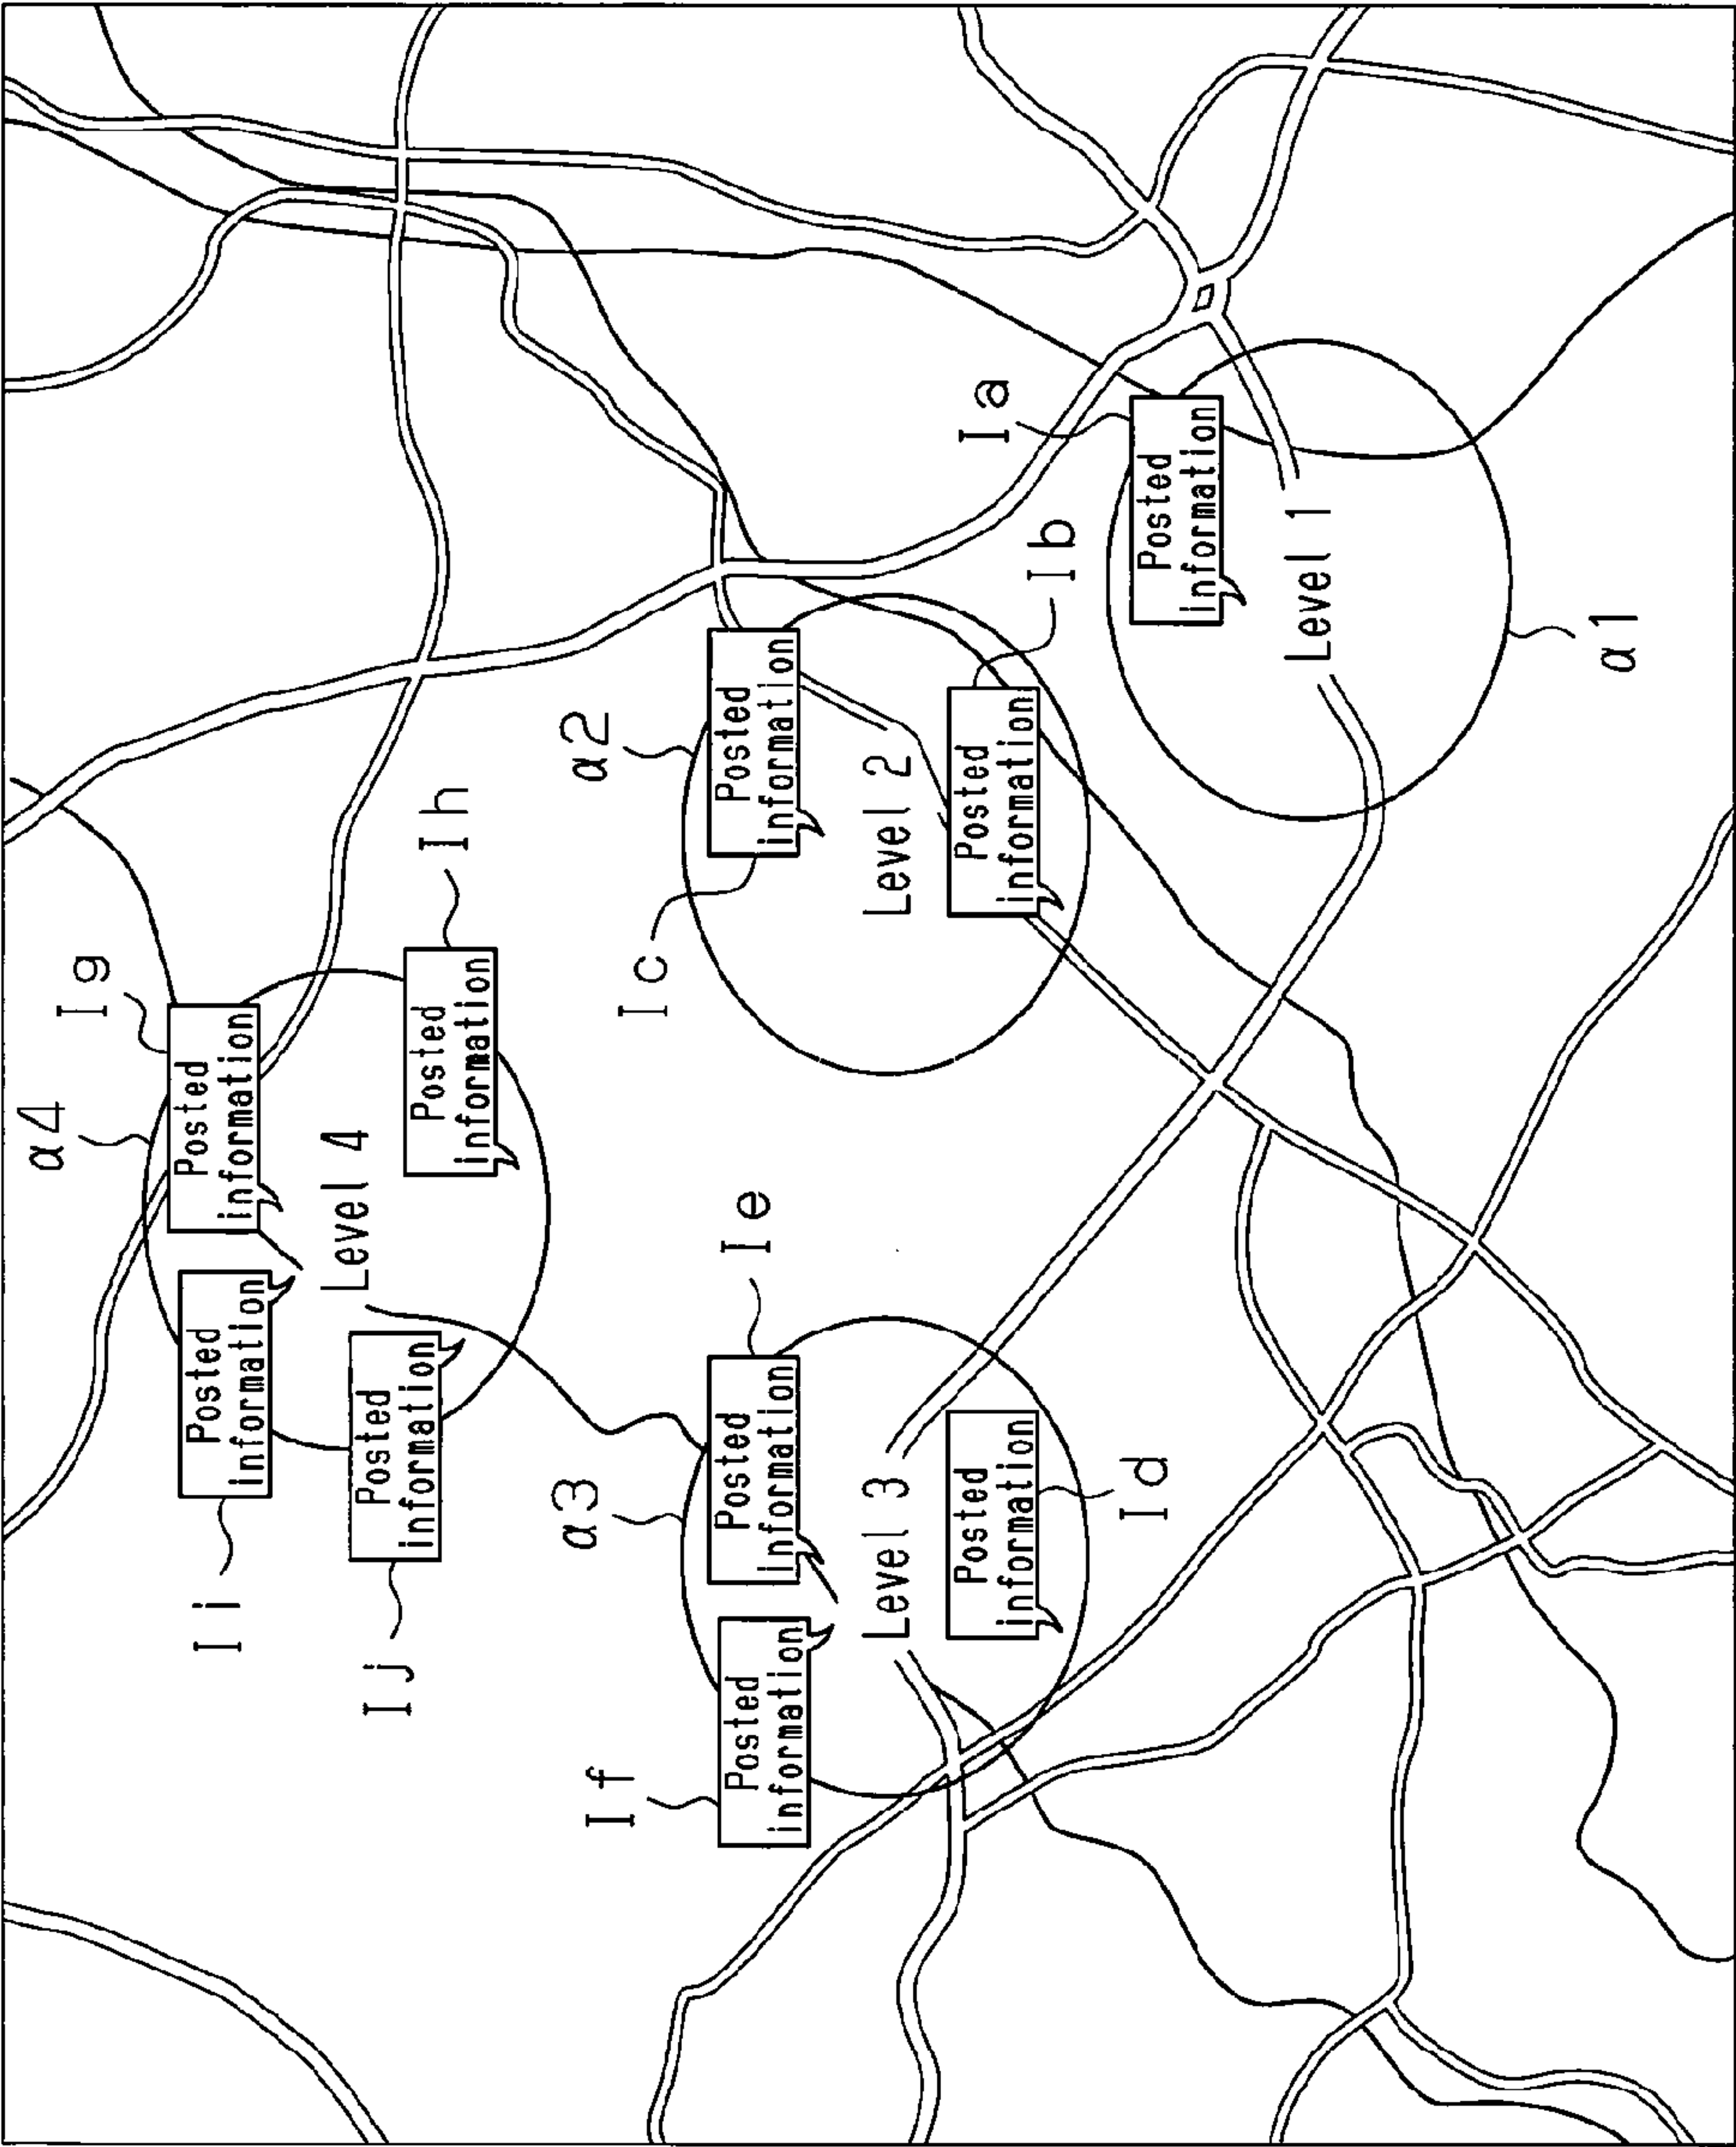 α4
Ig
Ii
Posted
information
Posted
information
Level 4
Ij
Posted
information
Posted
information
Ih
α3
α2
If
Ic
Posted
information
Posted
information
Ie
Posted
information
Level 3
Level 2
Ia
Posted
information
Posted
information
Ib
Id
Posted
information
Level 1
α1